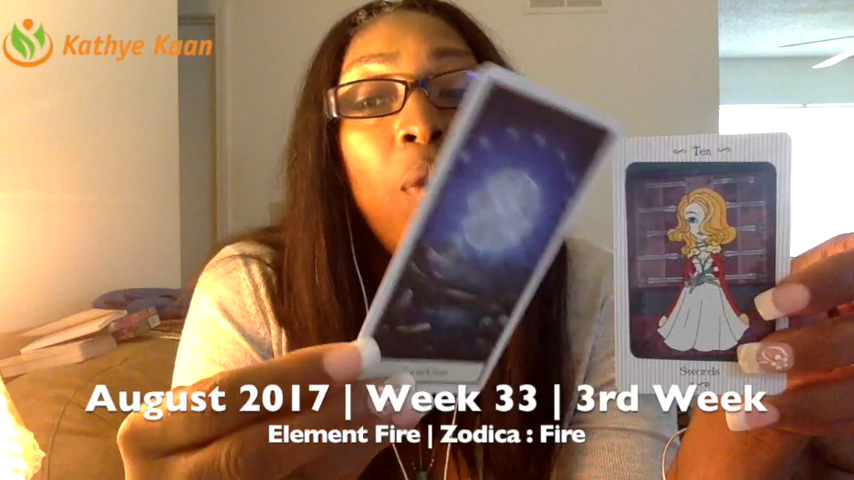 Kathye Kaan
Ten
Swords
August 2017 | Week 33 | 3rd Week
Element Fire | Zodica : Fire